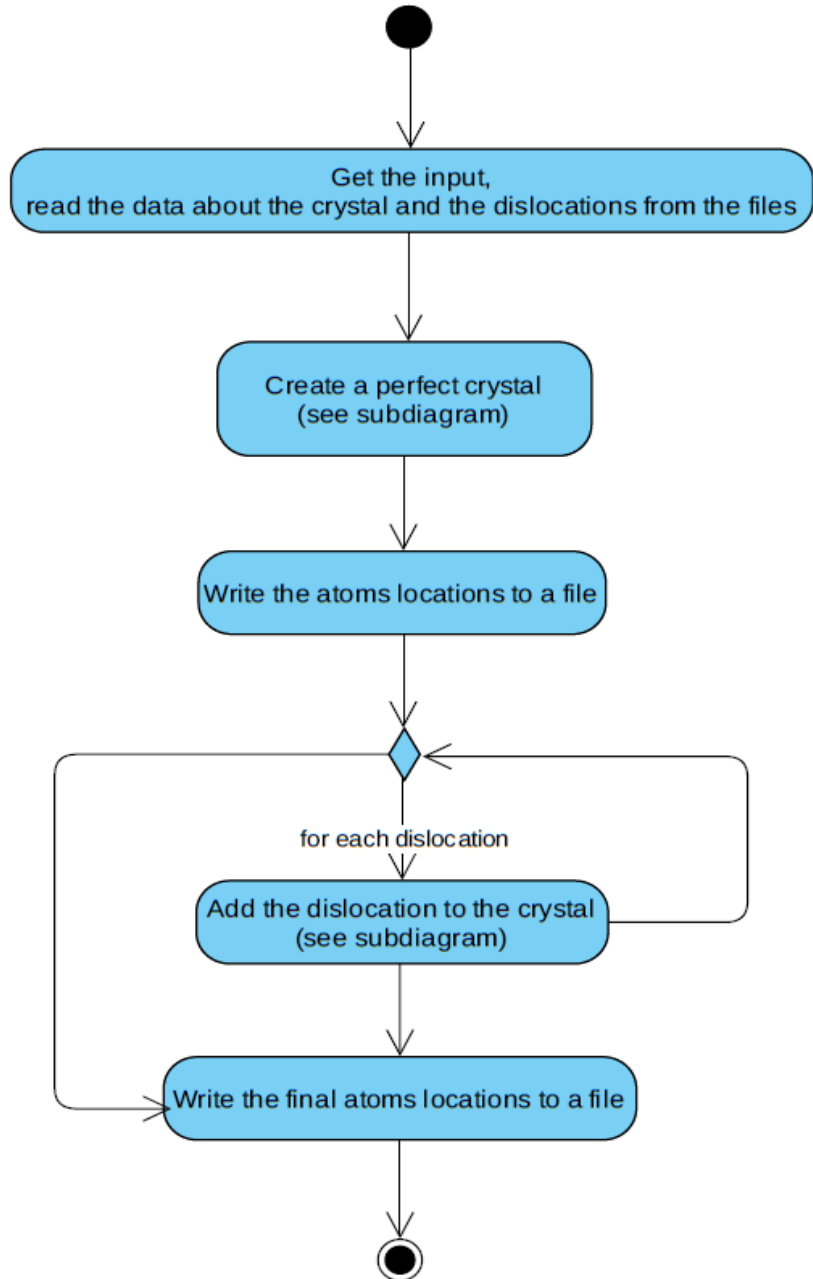 Get the input,
read the data about the crystal and the dislocations from the files
Create a perfect crystal
(see subdiagram)
Write the atoms locations to a file
for each dislocation
Add the dislocation to the crystal
(see subdiagram)
Write the final atoms locations to a file